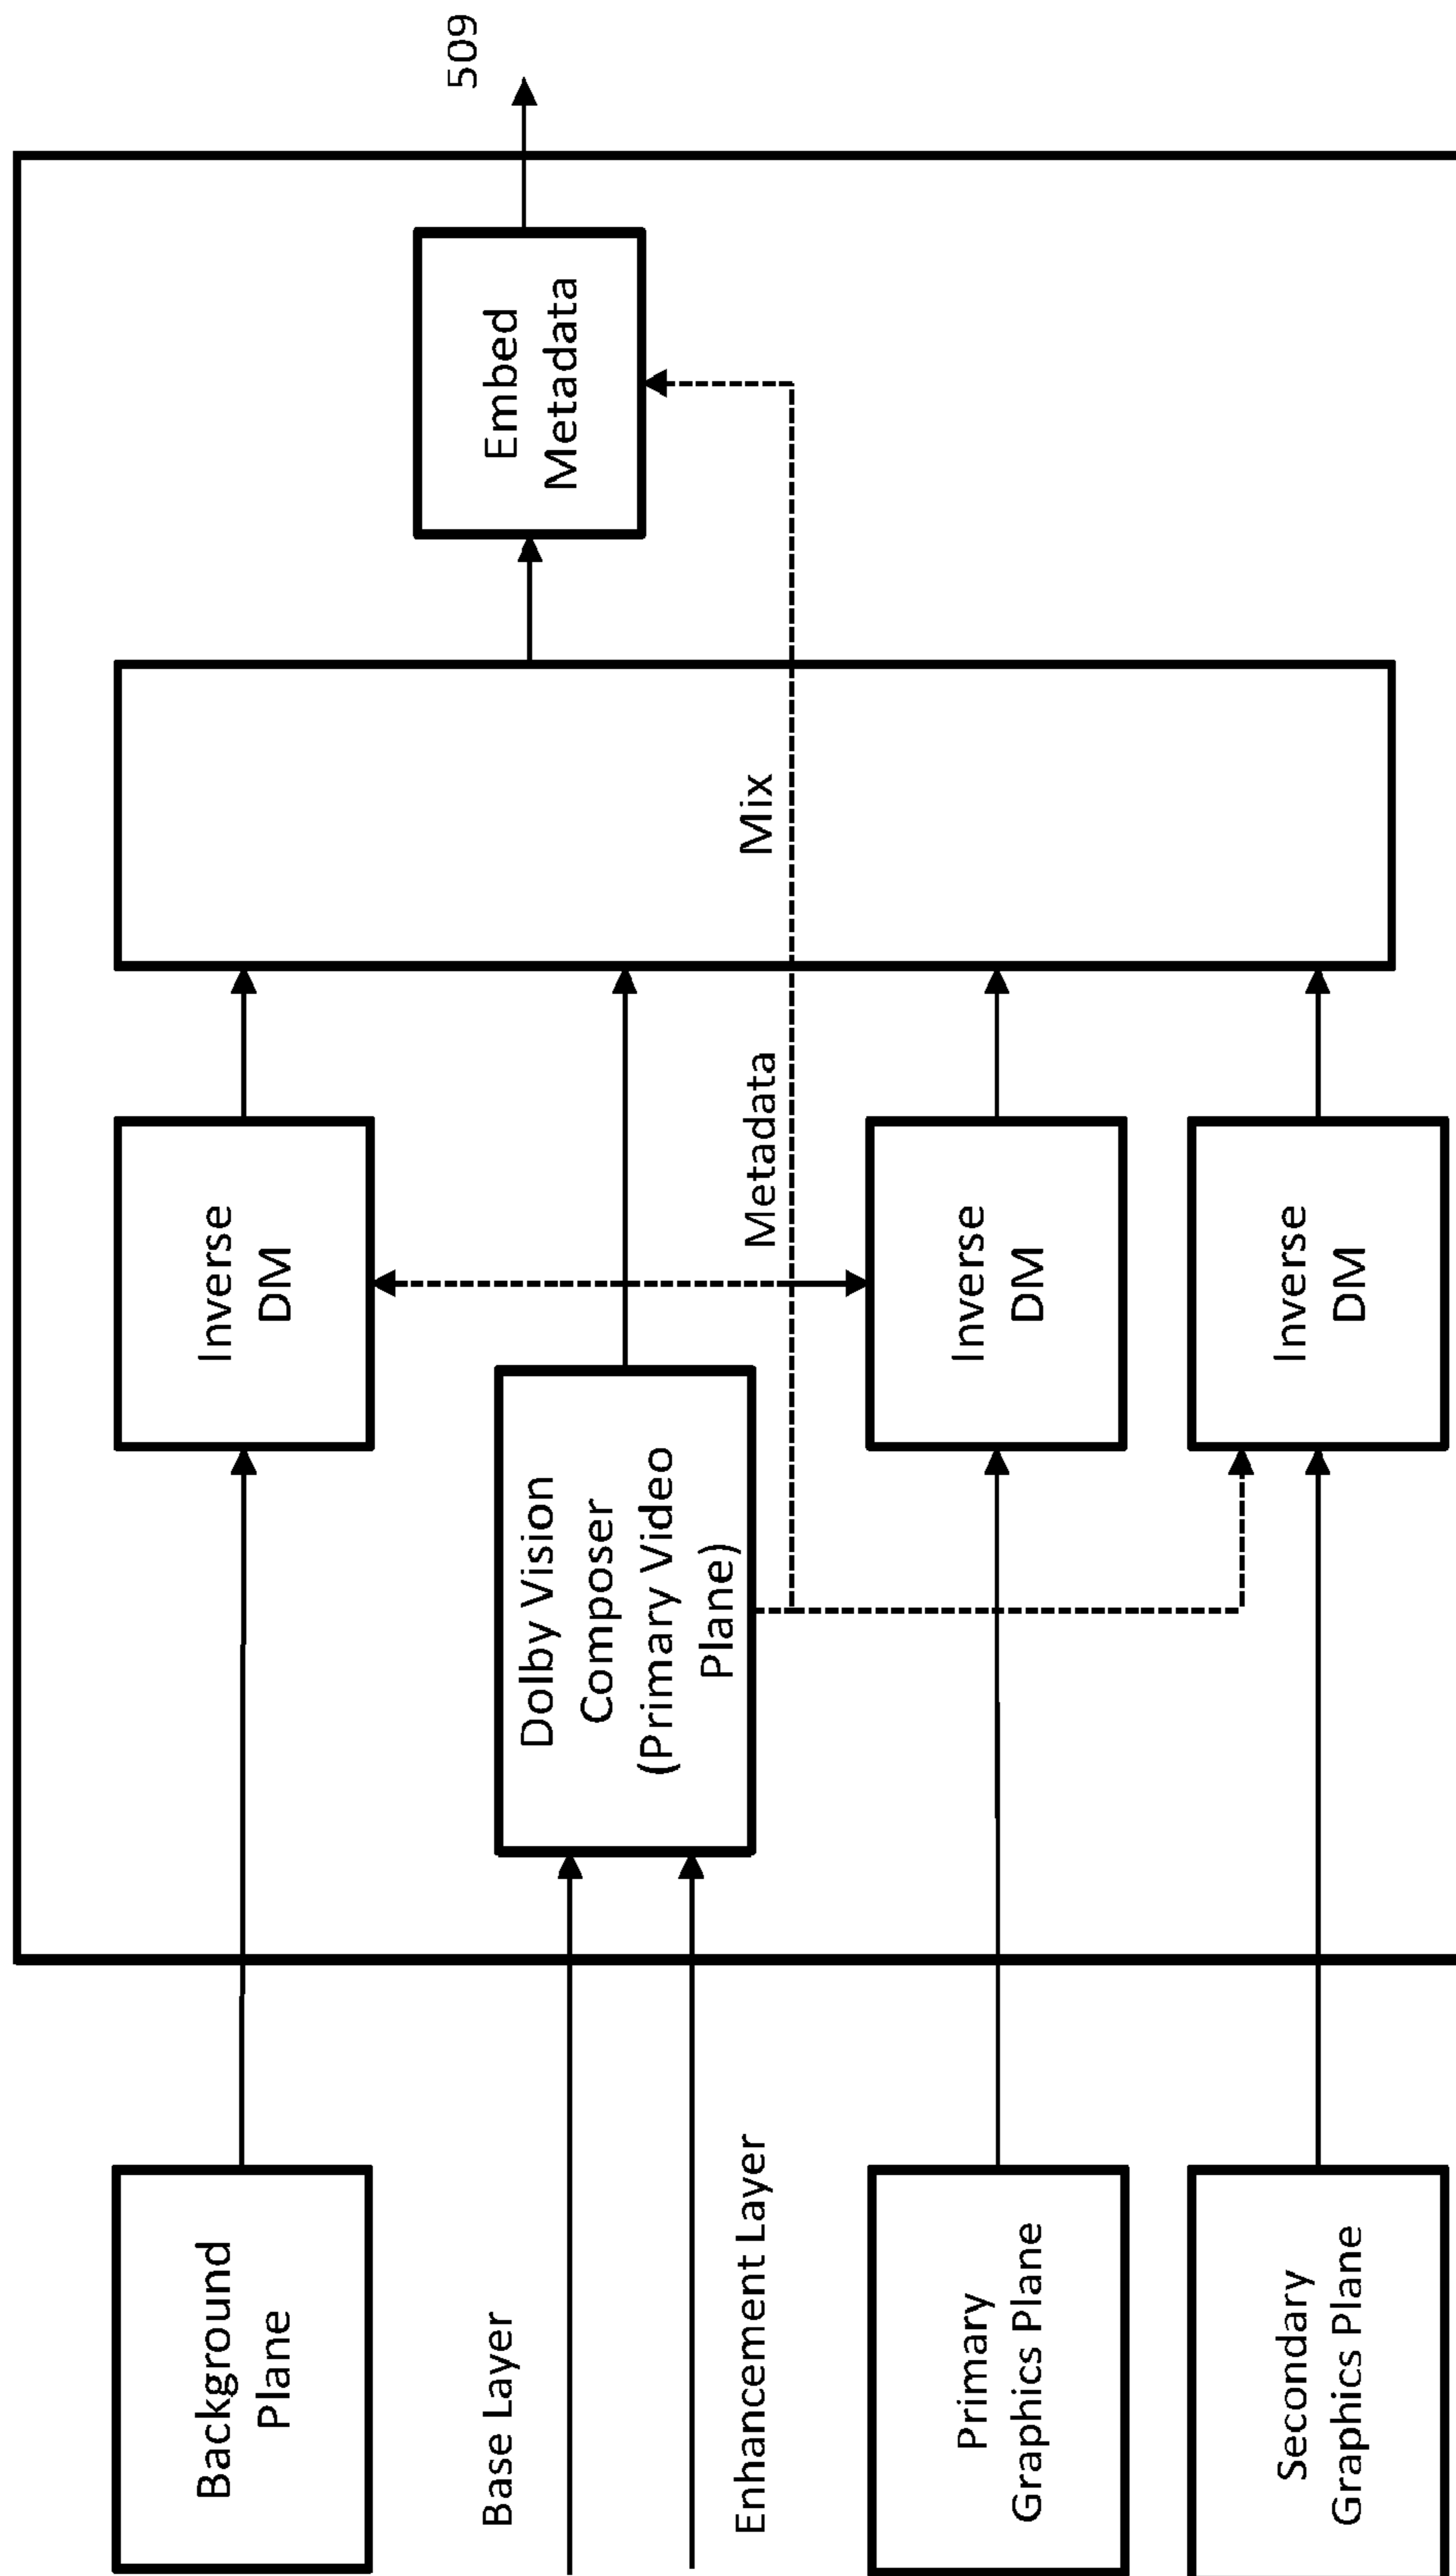 Background
Plane
Base Layer
Enhancement Layer
Primary
Graphics Plane
Secondary
Graphics Plane
Inverse
DM
Dolby Vision
Composer
(Primary Video
Plane)
Metadata
Inverse
DM
Inverse
DM
Mix
Embed
Metadata
509